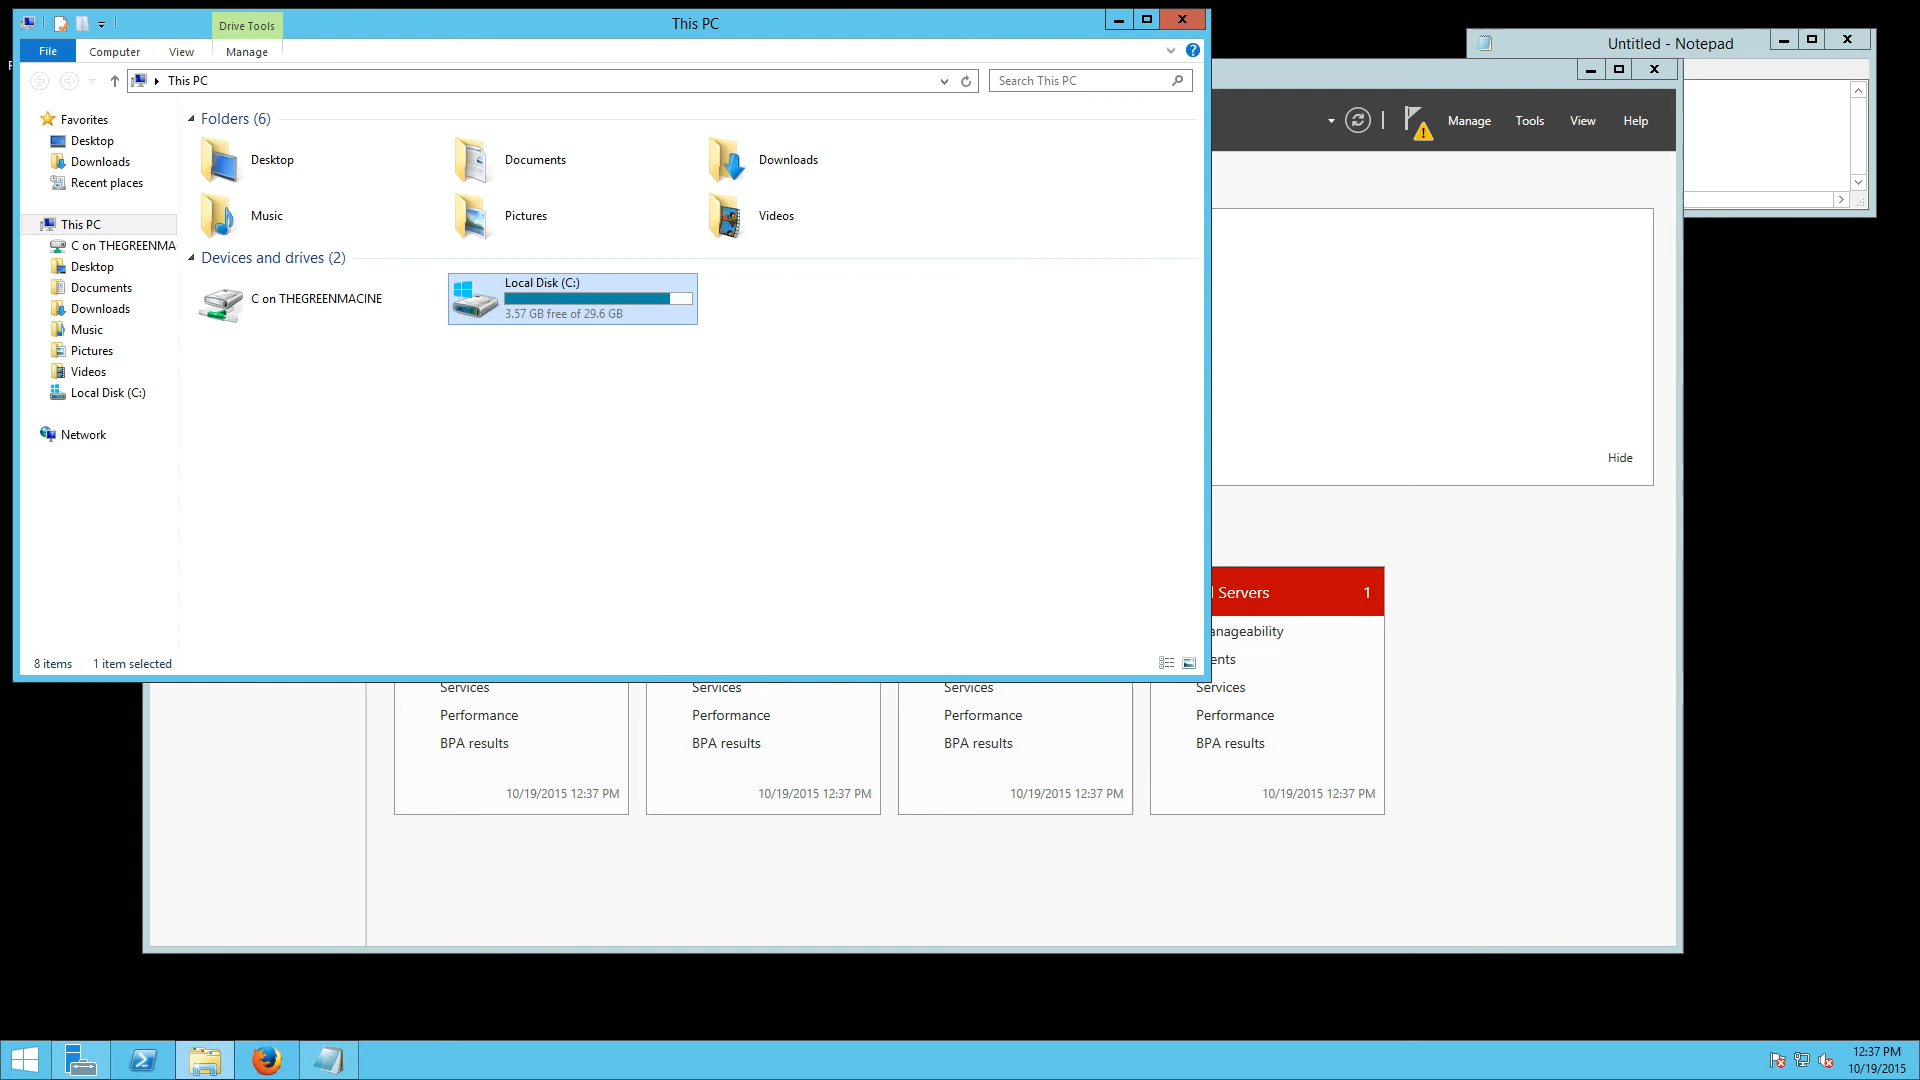 Drive Tools
This PC
File
Computer
View
Manage
This PC
Search This PC
Favorites
Desktop
Downloads
Recent places
This PC
C on THEGREENMA
Desktop
Documents
Downloads
Music
Pictures
Videos
Local Disk (C:)
Network
Folders (6)
Desktop
Documents
Downloads
Music
Pictures
Videos
Devices and drives (2)
C on THEGREENMACINE
Local Disk (C:)
3.57 GB free of 29.6 GB
8 items
1 item selected
Untitled - Notepad
Manage
Tools
View
Help
Hide
Servers
1
anageability
ents
Services
Services
Services
Services
Performance
Performance
Performance
Performance
BPA results
BPA results
BPA results
BPA results
10/19/2015 12:37 PM
10/19/2015 12:37 PM
10/19/2015 12:37 PM
10/19/2015 12:37 PM
12:37 PM
10/19/2015